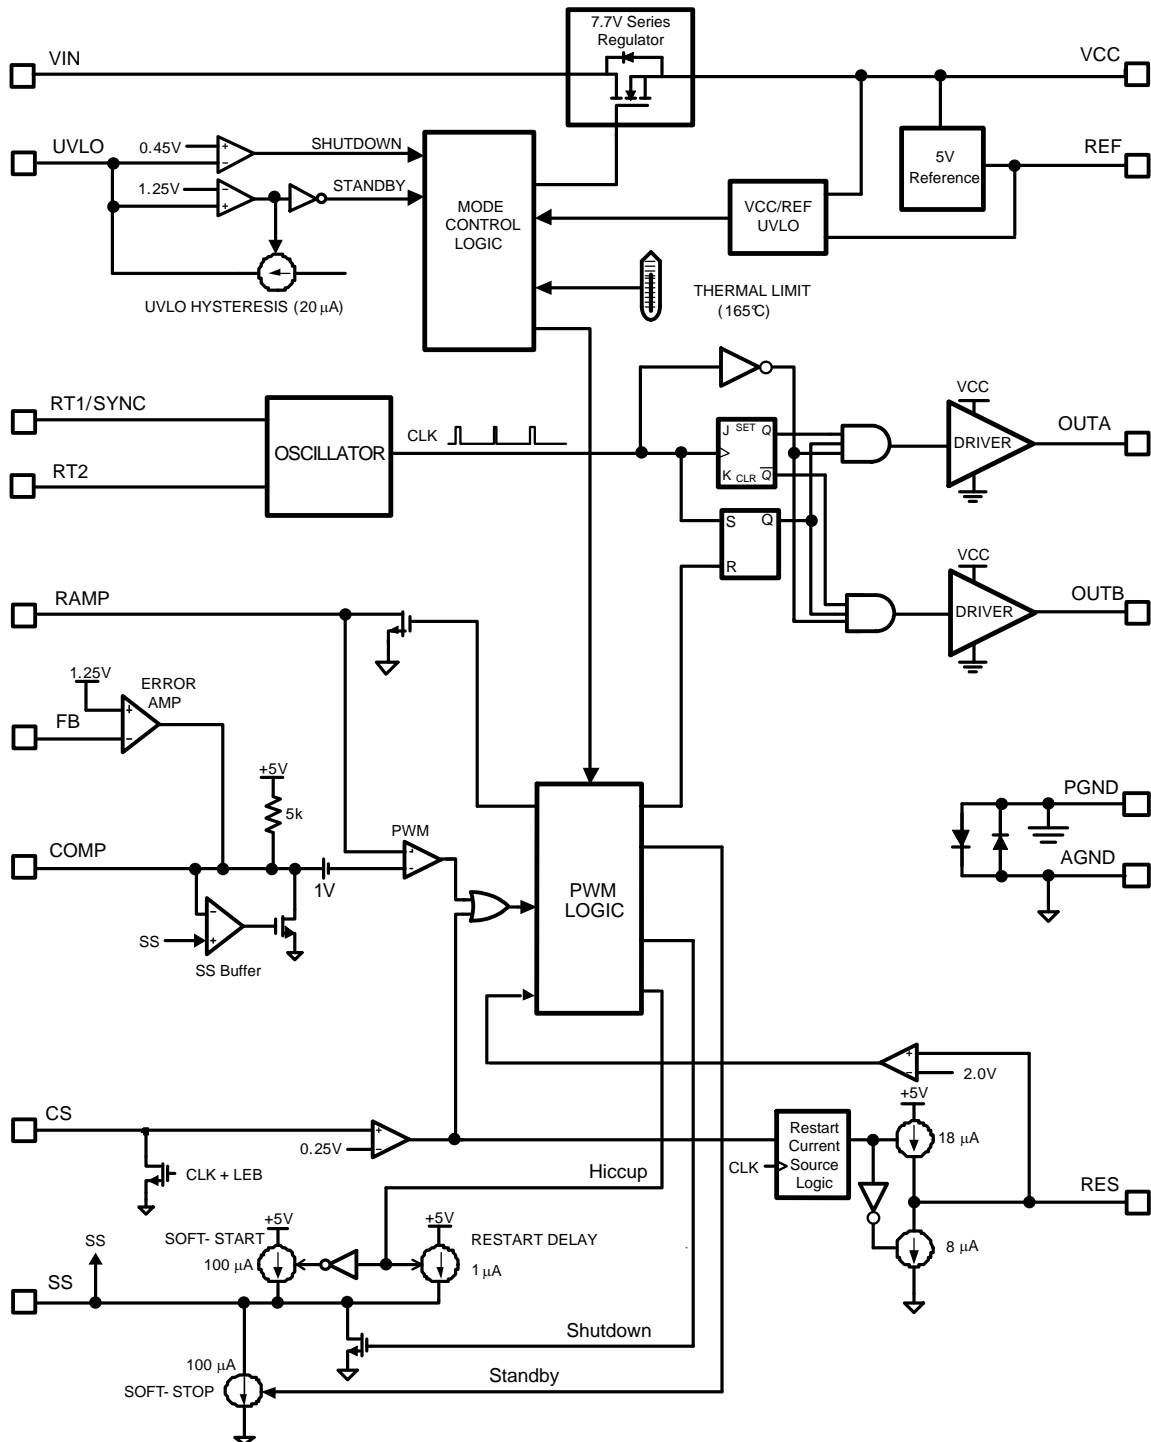 7.7V Series
Regulator
VIN
VCC
UVLO
0.45V
+
-
SHUTDOWN
1.25V
-
+
STANDBY
MODE
CONTROL
LOGIC
5V
Reference
REF
VCC/REF
UVLO
UVLO HYSTERESIS (20 µA)
THERMAL LIMIT
(165°C)
RT1/SYNC
OSCILLATOR
CLK
RT2
J SET Q
K CLR Q
S Q
R
VCC
DRIVER
OUTA
VCC
DRIVER
OUTB
RAMP
1.25V
ERROR
AMP
+
-
FB
+5V
5k
COMP
1V
PWM
-
-
-
+
SS
SS Buffer
PWM
LOGIC
PGND
AGND
+
-
2.0V
CS
+
-
0.25V
CLK + LEB
Restart
Current
Source
Logic
CLK
+5V
18 µA
RES
8 µA
Hiccup
SS
SOFT- START
100 µA
+5V
+5V
RESTART DELAY
1 µA
SS
Shutdown
100 µA
SOFT- STOP
Standby